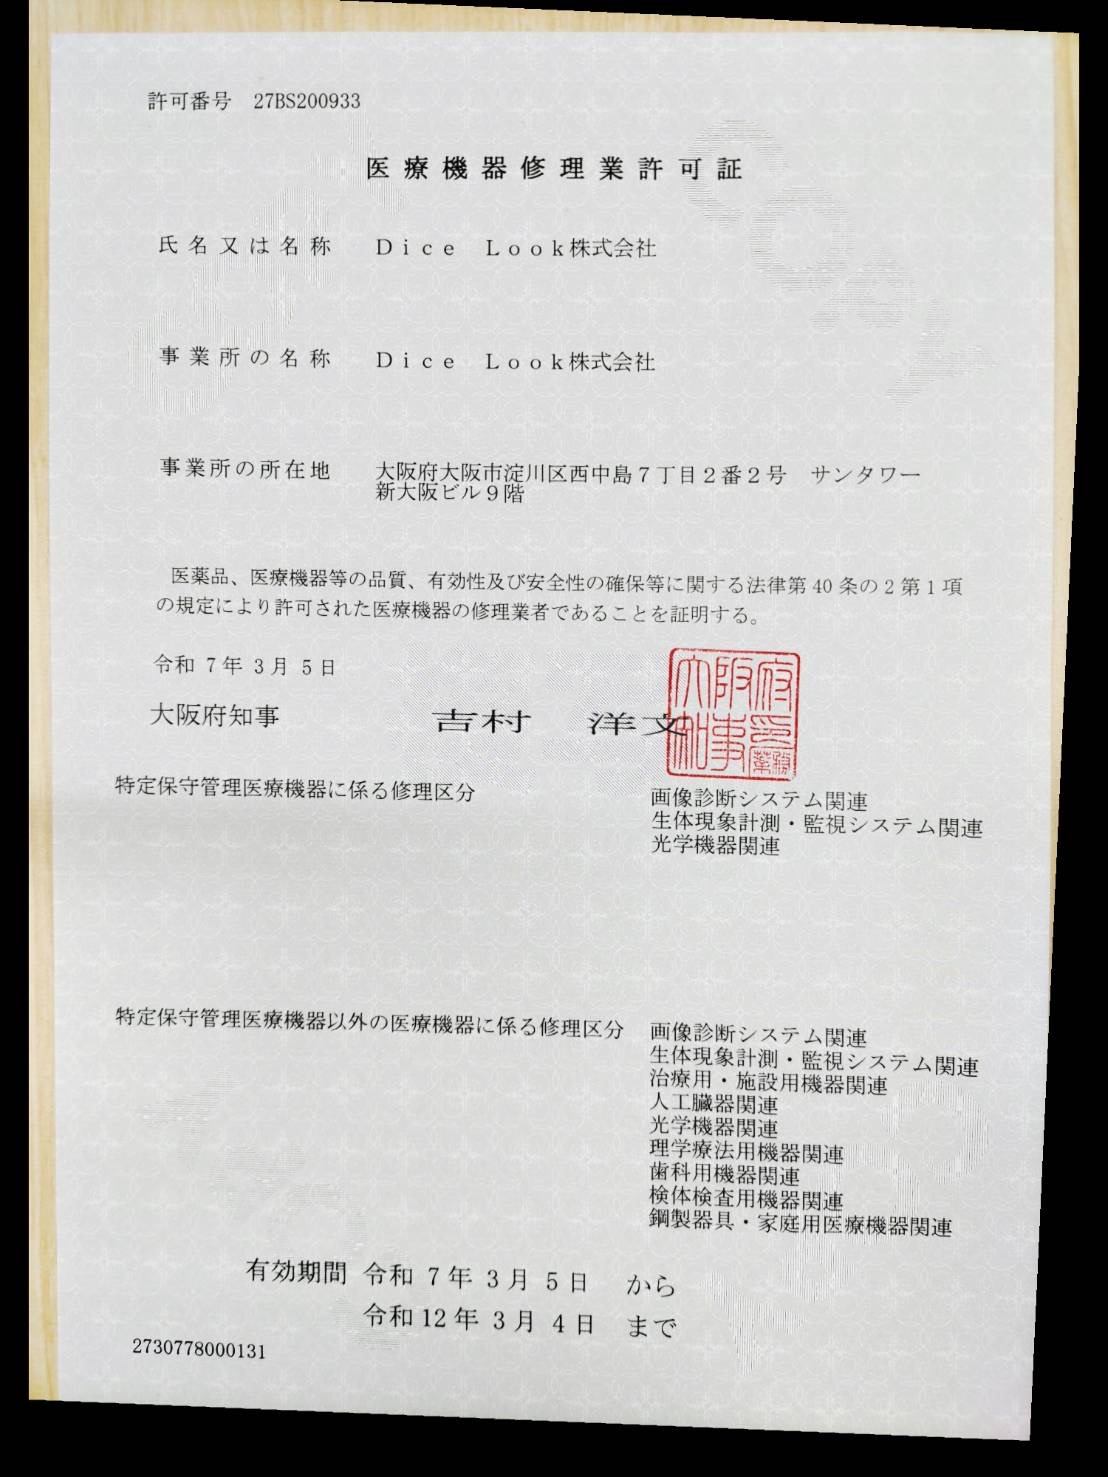 許可番号　27BS200933
医療機器修理業許可証
氏名又は名称　Ｄｉｃｅ　Ｌｏｏｋ株式会社
事業所の名称　Ｄｉｃｅ　Ｌｏｏｋ株式会社
事業所の所在地　大阪府大阪市淀川区西中島７丁目２番２号　サンタワー
新大阪ビル９階
医薬品、医療機器等の品質、有効性及び安全性の確保等に関する法律第 40 条の２第１項
の規定により許可された医療機器の修理業者であることを証明する。
令和 7年 3月 5日
大阪府知事　吉村　洋文
大阪府知事印薬務
特定保守管理医療機器に係る修理区分
画像診断システム関連
生体現象計測・監視システム関連
光学機器関連
特定保守管理医療機器以外の医療機器に係る修理区分
画像診断システム関連
生体現象計測・監視システム関連
治療用・施設用機器関連
人工臓器関連
光学機器関連
理学療法用機器関連
歯科用機器関連
検体検査用機器関連
鋼製器具・家庭用医療機器関連
有効期間 令和 7年 3月 5日　から
令和12年 3月 4日　まで
2730778000131
COPY